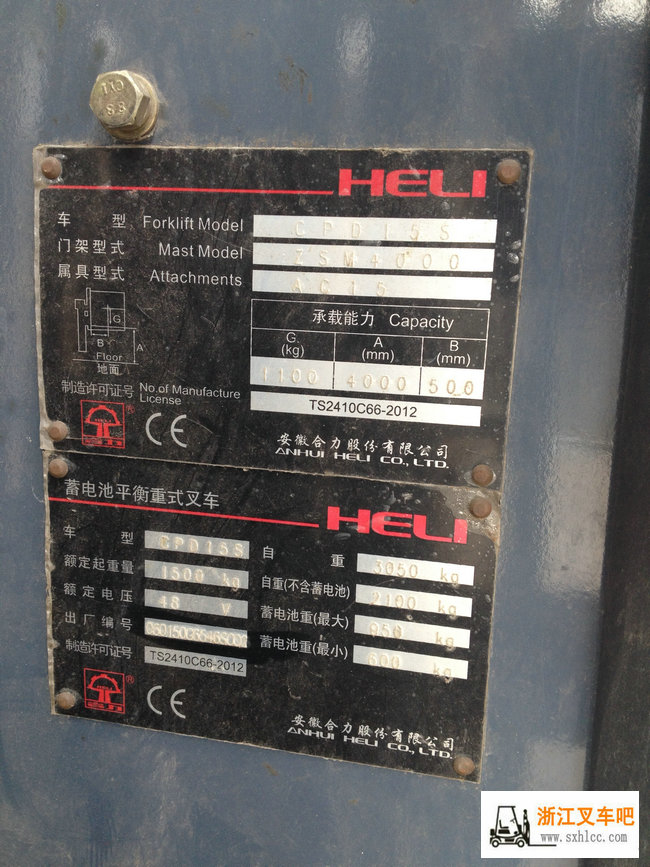 HELI
车 型 Forklift Model CPD15S
门架型式 Mast Model ZSM4000
属具型式 Attachments AC15
承载能力 Capacity
G (kg) A (mm) B (mm)
1100 4000 500
G
B A
Floor
地面
制造许可证号 No.of Manufacture License TS2410C66-2012
HELI ® CE
安徽合力股份有限公司
ANHUI HELI CO.,LTD.
蓄电池平衡重式叉车 HELI
车 型 CPD15S 自 重 3050 kg
额定起重量 1500 kg 自重(不含蓄电池) 2100 kg
额定电压 48 V 蓄电池重(最大) 950 kg
出厂编号 蓄电池重(最小) 600 kg
制造许可证号 TS2410C66-2012
® CE
安徽合力股份有限公司
ANHUI HELI CO., LTD.
浙江叉车吧
www.sxhlcc.com